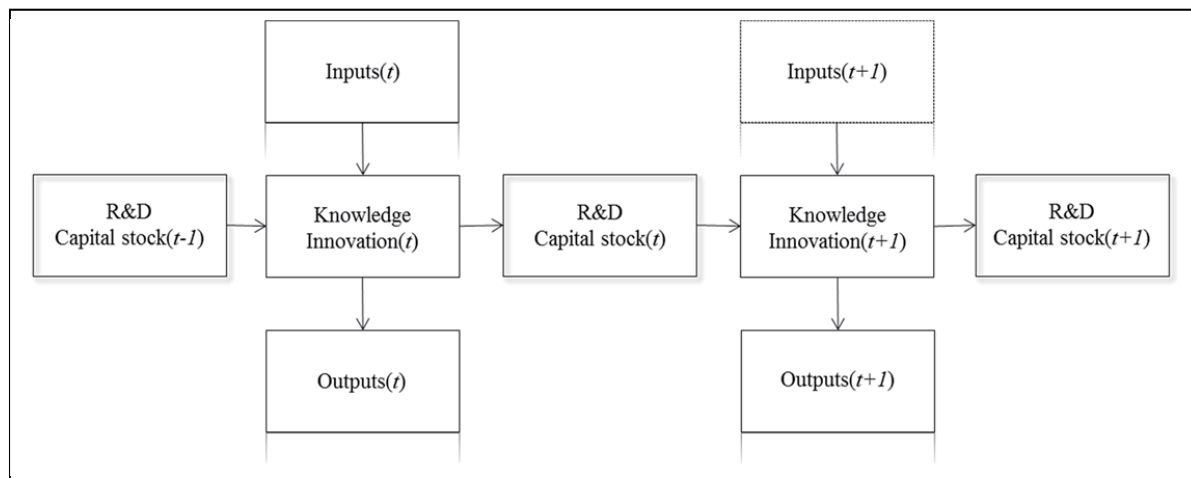 Inputs(t)
Inputs(t+1)
R&D
Capital stock(t-1)
Knowledge
Innovation(t)
R&D
Capital stock(t)
Knowledge
Innovation(t+1)
R&D
Capital stock(t+1)
Outputs(t)
Outputs(t+1)